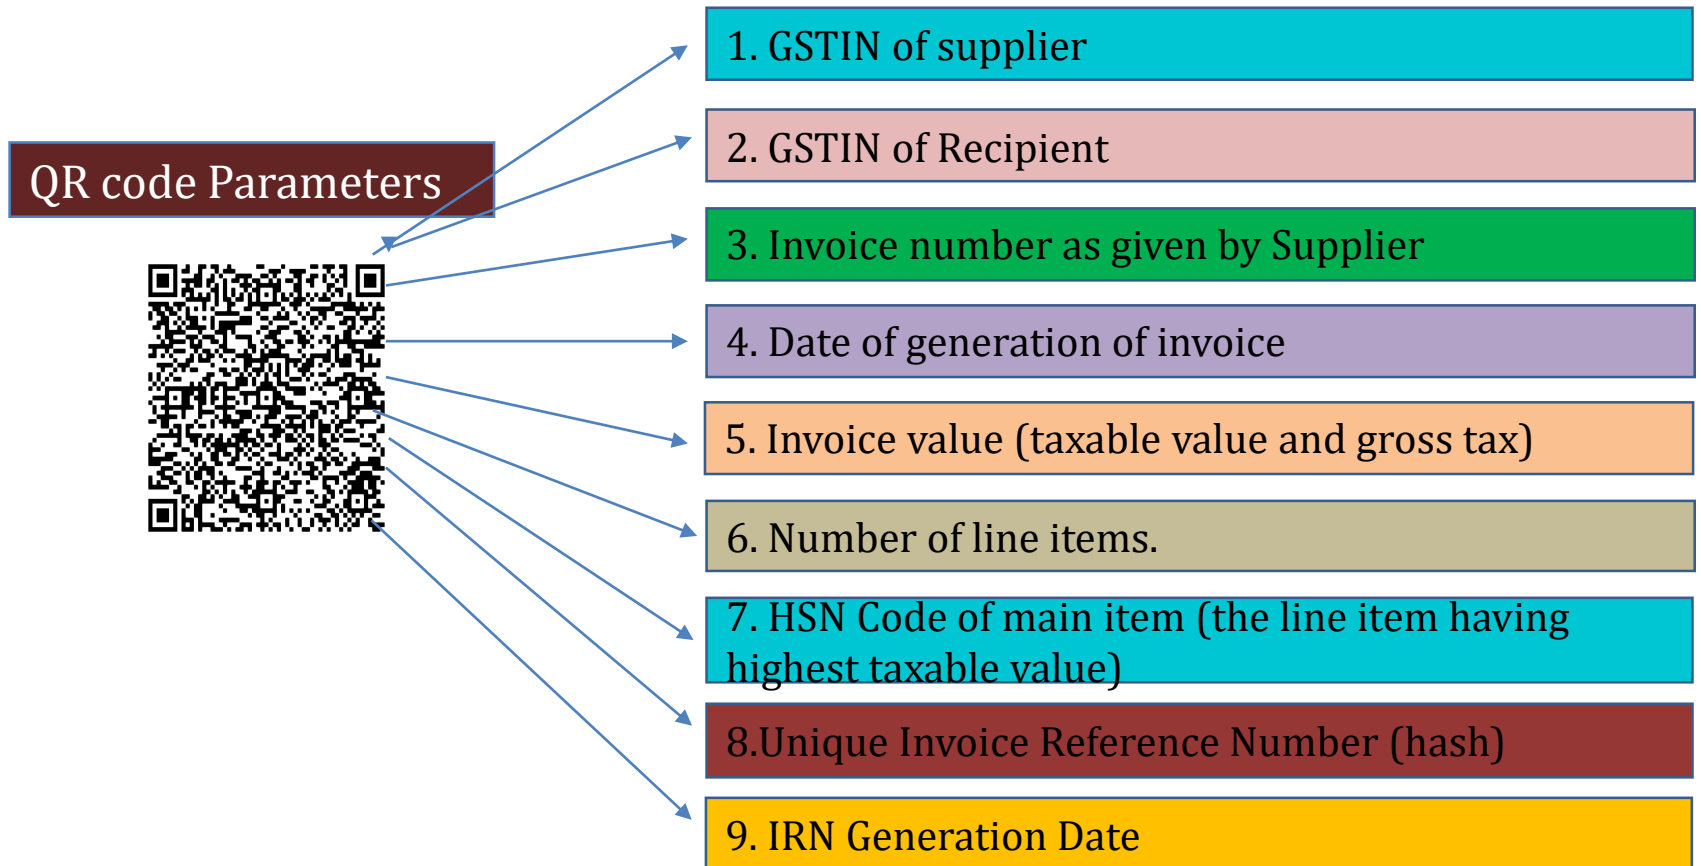 QR code Parameters
1. GSTIN of supplier
2. GSTIN of Recipient
3. Invoice number as given by Supplier
4. Date of generation of invoice
5. Invoice value (taxable value and gross tax)
6. Number of line items.
7. HSN Code of main item (the line item having
highest taxable value)
8.Unique Invoice Reference Number (hash)
9. IRN Generation Date